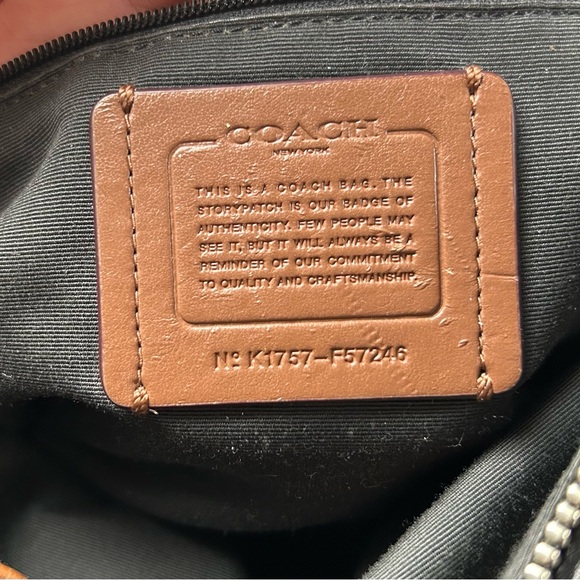 COACH
NEW YORK
THIS IS A COACH BAG. THE
STORYPATCH IS OUR BADGE OF
AUTHENTICITY. FEW PEOPLE MAY
SEE IT, BUT IT WILL ALWAYS BE A
REMINDER OF OUR COMMITMENT
TO QUALITY AND CRAFTSMANSHIP.
Nº K1757-F57246